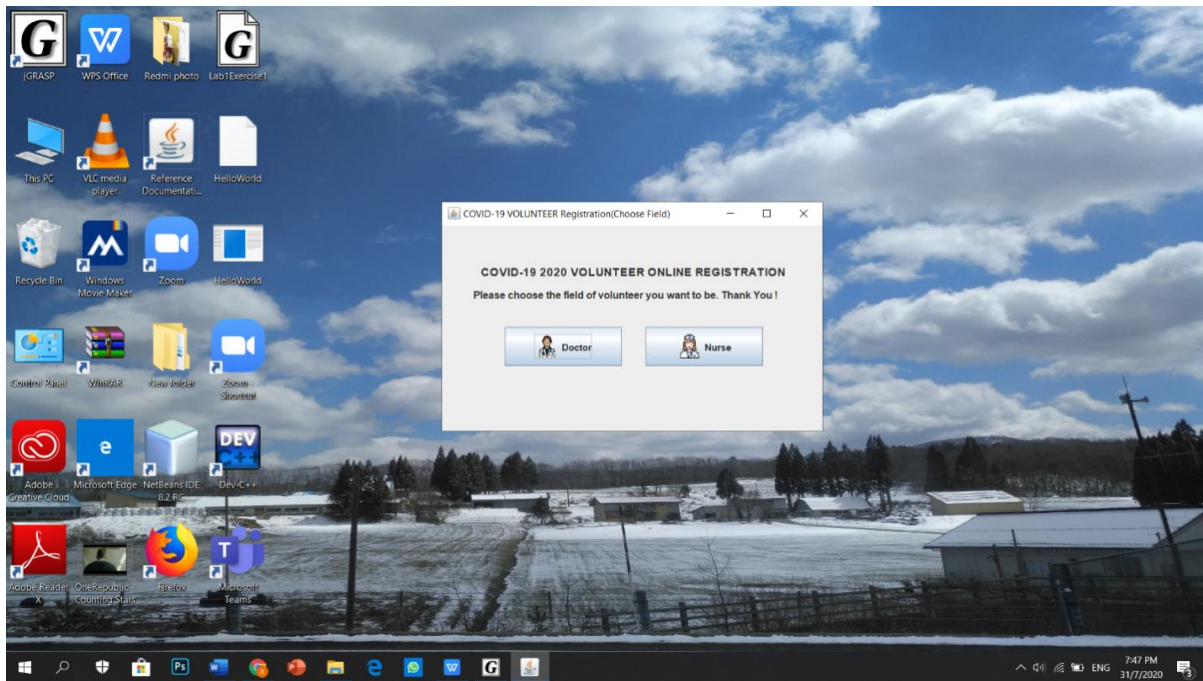 G
jGRASP
W
WPS Office
Redmi photo
G
Lab1Exercise1
This PC
VLC media
player
Reference
Documentati...
HelloWorld
Recycle Bin
Windows
Movie Maker
Zoom
HelloWorld
Control Panel
WinRAR
New folder
Zoom -
Shortcut
Adobe
Creative Cloud
e
Microsoft Edge
NetBeans IDE
8.2 RC
DEV
C++
Dev-C++
Adobe Reader
X
OneRepublic -
Counting Stars
Firefox
T
Microsoft
Teams
COVID-19 VOLUNTEER Registration(Choose Field)
COVID-19 2020 VOLUNTEER ONLINE REGISTRATION
Please choose the field of volunteer you want to be. Thank You !
Doctor
Nurse
Ps
W
P
W
G
ENG
7:47 PM
31/7/2020
3